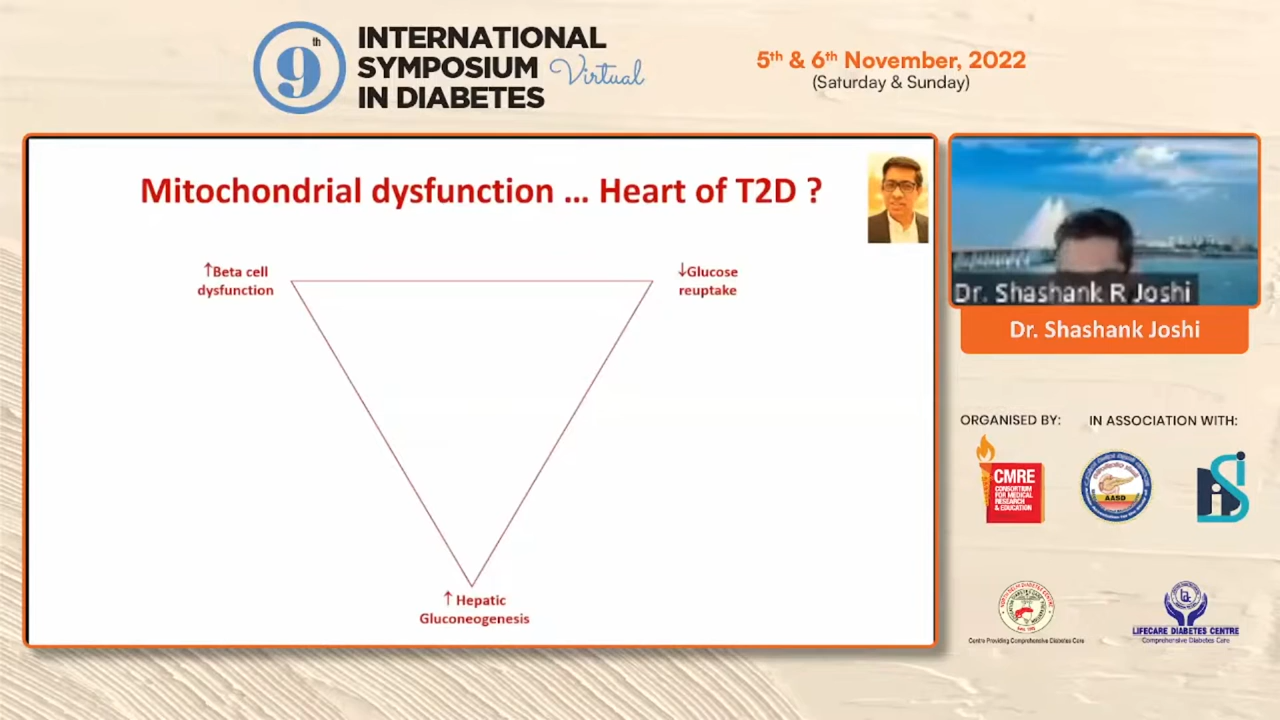 9th
INTERNATIONAL
SYMPOSIUM Virtual
IN DIABETES
5th & 6th November, 2022
(Saturday & Sunday)
Mitochondrial dysfunction ... Heart of T2D ?
↑Beta cell
dysfunction
↓Glucose
reuptake
↑ Hepatic
Gluconeogenesis
Dr. Shashank R Joshi
Dr. Shashank Joshi
ORGANISED BY:
IN ASSOCIATION WITH:
CMRE
CONSORTIUM
FOR MEDICAL
RESEARCH
& EDUCATION
AASD
Centre Providing Comprehensive Diabetes Care
LIFECARE DIABETES CENTRE
Comprehensive Diabetes Care